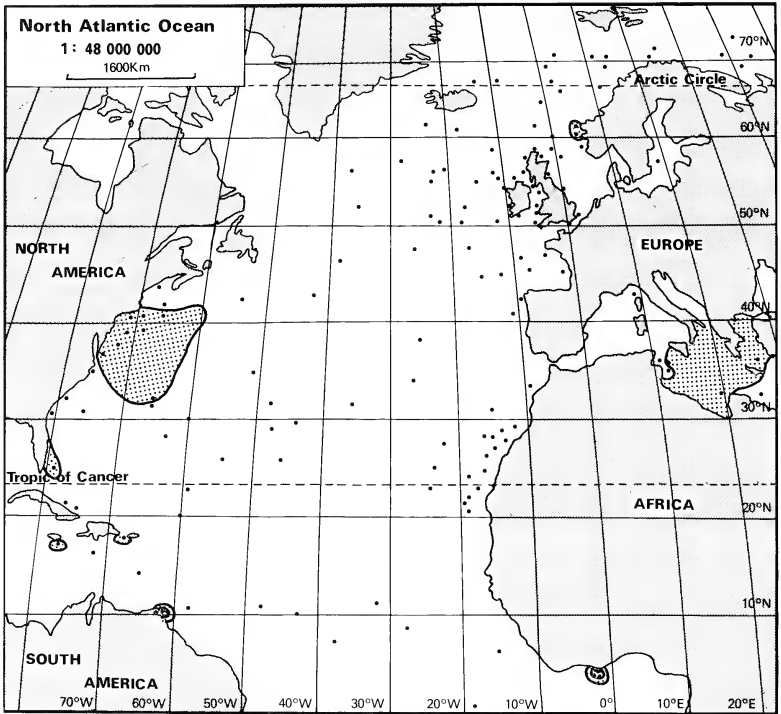 North Atlantic Ocean
1: 48 000 000
1600Km
70°N
Arctic Circle
60°N
50°N
NORTH
AMERICA
EUROPE
40°N
30°N
Tropic of Cancer
AFRICA
20°N
10°N
SOUTH
AMERICA
70°W
60°W
50°W
40°W
30°W
20°W
10°W
0°
10°E
20°E